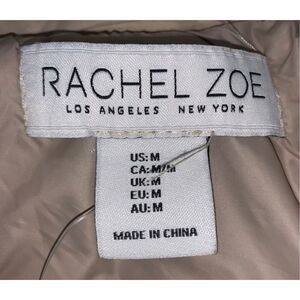 RACHEL ZOE
LOS ANGELES NEW YORK
US: M
CA: M/M
UK: M
EU: M
AU: M
MADE IN CHINA